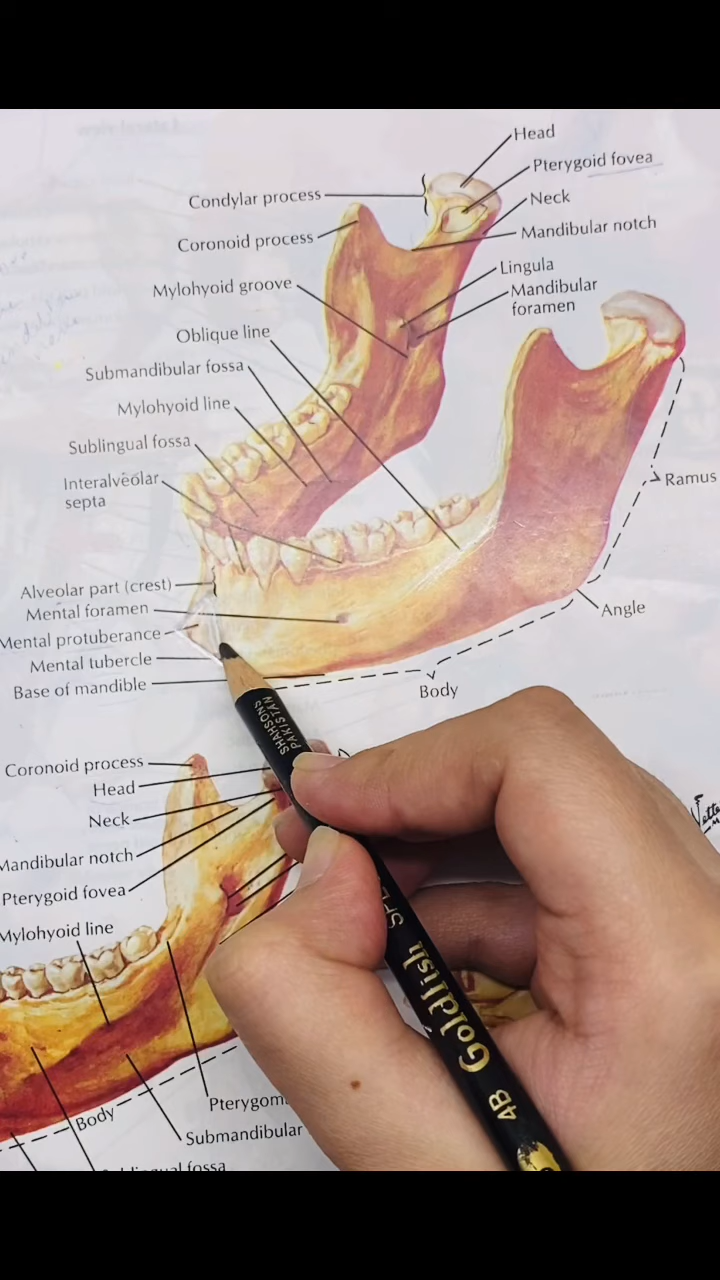 Head
Pterygoid fovea
Condylar process
Neck
Coronoid process
Mandibular notch
Lingula
Mylohyoid groove
Mandibular
foramen
Oblique line
Submandibular fossa
Mylohyoid line
Sublingual fossa
Interalveolar
septa
Ramus
Alveolar part (crest)
Mental foramen
Angle
Mental protuberance
Mental tubercle
Base of mandible
Body
SHAHSONS
PAKISTAN
Goldfish
4B
Coronoid process
Head
Neck
Mandibular notch
Pterygoid fovea
Mylohyoid line
Body
Submandibular
fossa